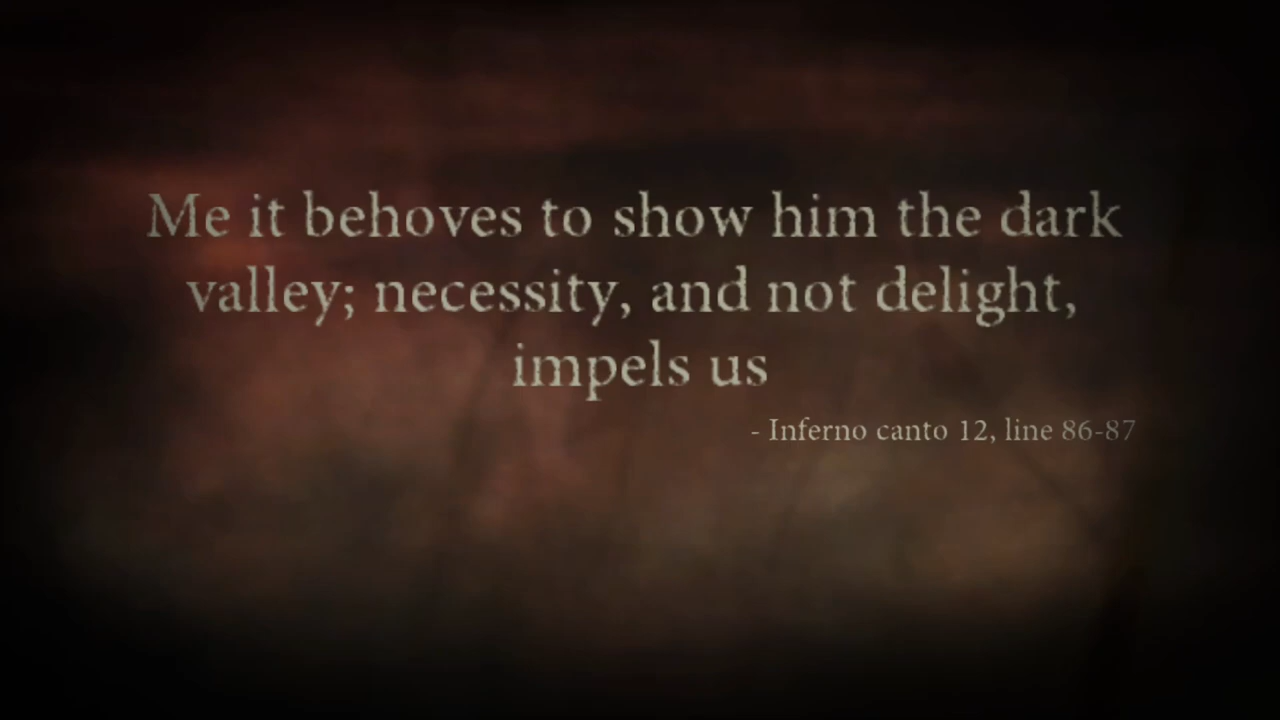 Me it behoves to show him the dark
valley; necessity, and not delight,
impels us
- Inferno canto 12, line 86-87